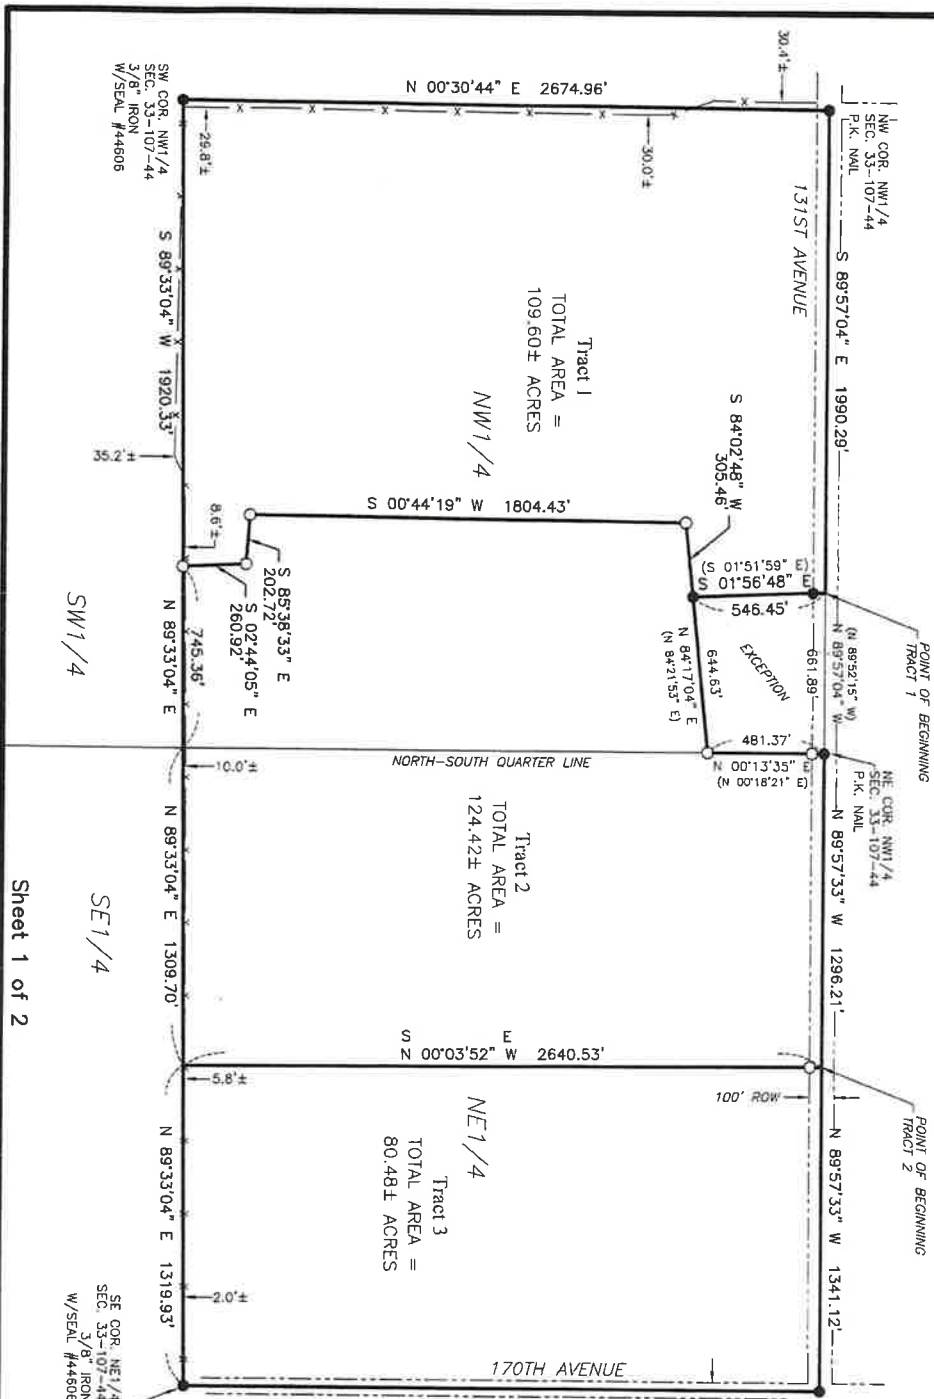 NW COR. NW1/4
SEC. 33-107-44
P.K. NAIL
S 89°57'04" E 1990.29'
POINT OF BEGINNING
TRACT 1
(N 89°52'15" W)
N 89°57'04" W
661.89'
NE COR. NW1/4
SEC. 33-107-44
P.K. NAIL
N 89°57'33" W 1296.21'
POINT OF BEGINNING
TRACT 2
N 89°57'33" W 1341.12'
30.4'±
131ST AVENUE
100' ROW
N 00°30'44" E 2674.96'
30.0'±
29.8'±
Tract 1
TOTAL AREA =
109.60± ACRES
NW1/4
S 84°02'48" W
305.46'
(S 01°51'59" E)
S 01°56'48" E
546.45'
EXCEPTION
644.63'
N 84°17'04" E
(N 84°21'53" E)
481.37'
N 00°13'35" E
(N 00°18'21" E)
S 00°44'19" W 1804.43'
S 85°38'33" E
202.72'
S 02°44'05" E
260.92'
NORTH-SOUTH QUARTER LINE
Tract 2
TOTAL AREA =
124.42± ACRES
S E
N 00°03'52" W 2640.53'
NE1/4
Tract 3
TOTAL AREA =
80.48± ACRES
170TH AVENUE
SW COR. NW1/4
SEC. 33-107-44
3/8" IRON
W/SEAL #44606
S 89°33'04" W 1920.33'
35.2'±
8.6'±
745.36'
N 89°33'04" E
10.0'±
N 89°33'04" E 1309.70'
5.8'±
N 89°33'04" E 1319.93'
2.0'±
SE COR. NE1/4
SEC. 33-107-44
3/8" IRON
W/SEAL #44606
SW1/4
SE1/4
Sheet 1 of 2